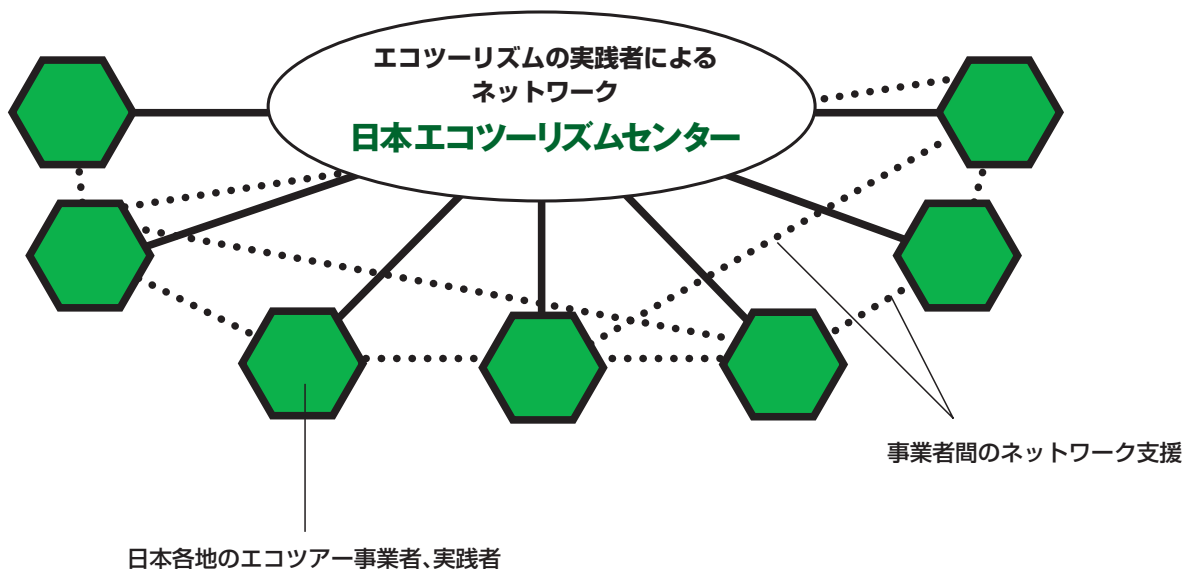 エコツーリズムの実践者による
ネットワーク
日本エコツーリズムセンター
事業者間のネットワーク支援
日本各地のエコツアー事業者、実践者